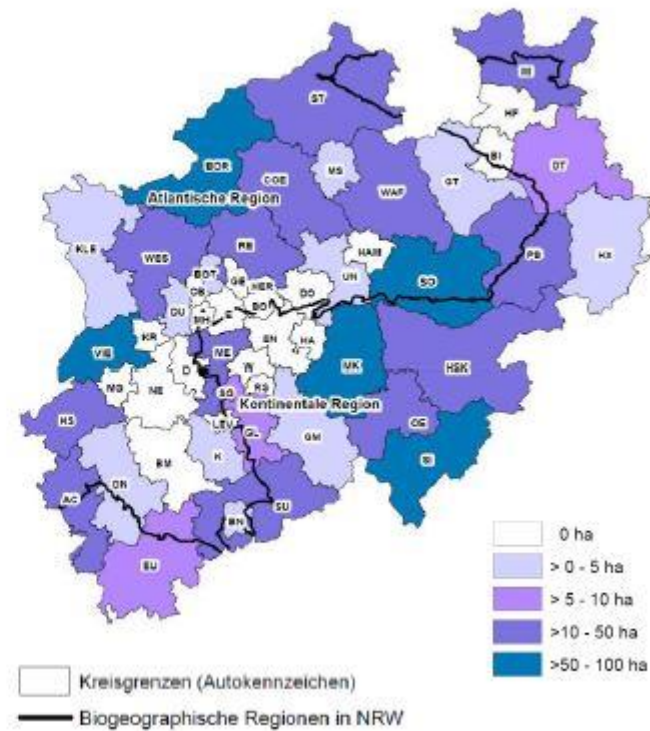 ST
MI
HF
BI
BOR
MS
GT
DT
COE
WAF
Atlantische Region
KLE
WES
RE
HAM
PB
HX
BOT
UN
SO
OB
GE
HER
DO
DU
MH
E
BO
KR
EN
HA
VIE
ME
MK
HSK
MG
D
W
NE
SG
RS
Kontinentale Region
HS
LEV
GL
GM
OE
BM
K
SI
DN
AC
BN
SU
EU
0 ha
> 0 - 5 ha
> 5 - 10 ha
>10 - 50 ha
>50 - 100 ha
Kreisgrenzen (Autokennzeichen)
Biogeographische Regionen in NRW